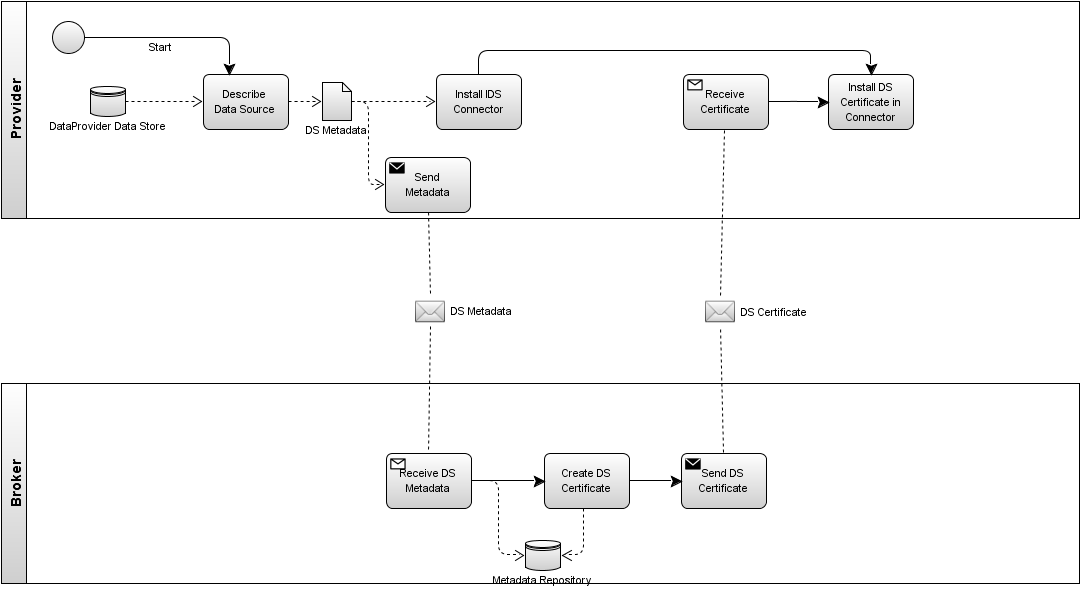 Provider
Start
Describe
Data Source
DataProvider Data Store
DS Metadata
Install IDS
Connector
Receive
Certificate
Install DS
Certificate in
Connector
Send
Metadata
DS Metadata
DS Certificate
Broker
Receive DS
Metadata
Create DS
Certificate
Send DS
Certificate
Metadata Repository